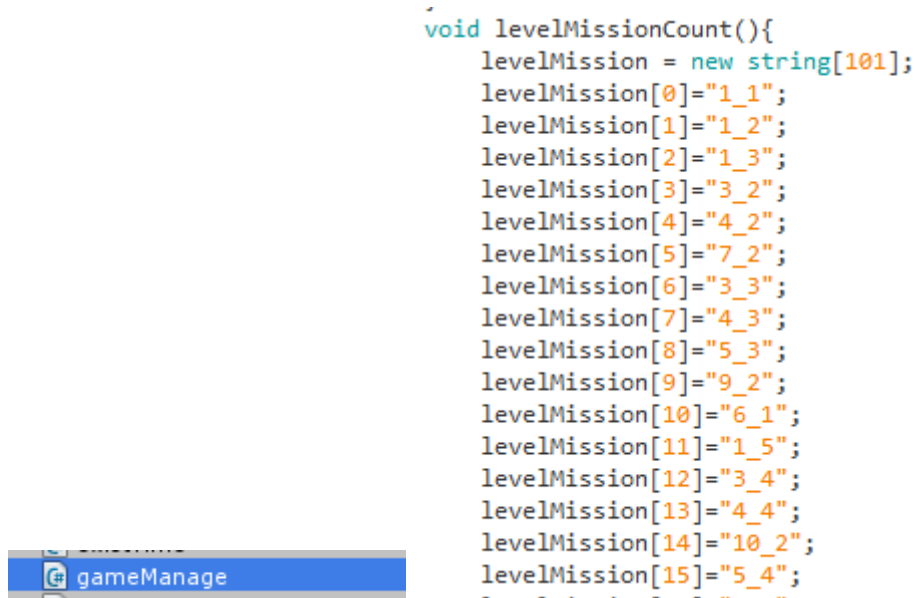 void levelMissionCount(){
levelMission = new string[101];
levelMission[0]="1_1";
levelMission[1]="1_2";
levelMission[2]="1_3";
levelMission[3]="3_2";
levelMission[4]="4_2";
levelMission[5]="7_2";
levelMission[6]="3_3";
levelMission[7]="4_3";
levelMission[8]="5_3";
levelMission[9]="9_2";
levelMission[10]="6_1";
levelMission[11]="1_5";
levelMission[12]="3_4";
levelMission[13]="4_4";
levelMission[14]="10_2";
levelMission[15]="5_4";
gameManage